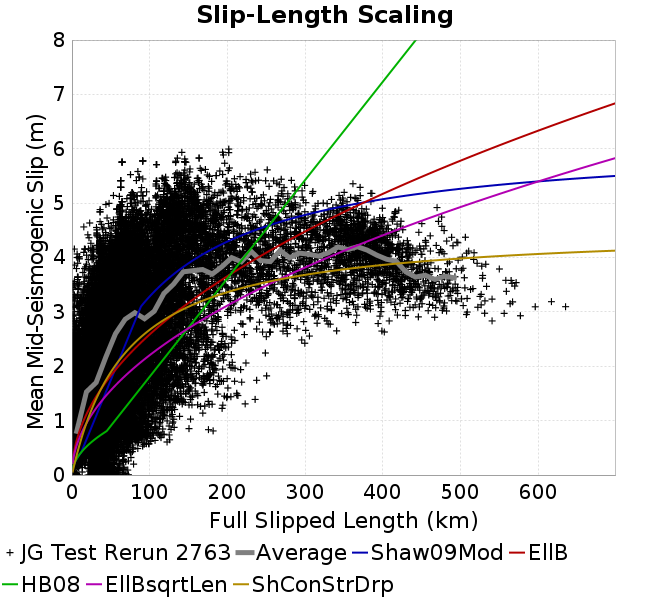 Slip-Length Scaling
Mean Mid-Seismogenic Slip (m)
8
7
6
5
4
3
2
1
0
0 100 200 300 400 500 600
Full Slipped Length (km)
JG Test Rerun 2763 Average Shaw09Mod EllB
HB08 EllBsqrtLen ShConStrDrp